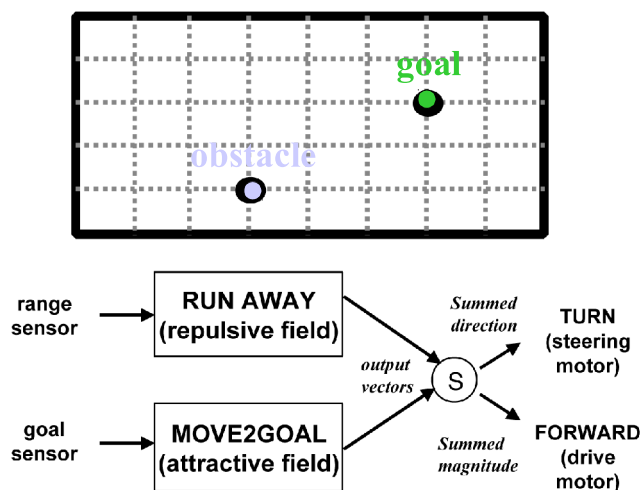 goal
obstacle
range
sensor
RUN AWAY
(repulsive field)
Summed
direction
TURN
(steering
motor)
output
vectors
S
goal
sensor
MOVE2GOAL
(attractive field)
Summed
magnitude
FORWARD
(drive
motor)